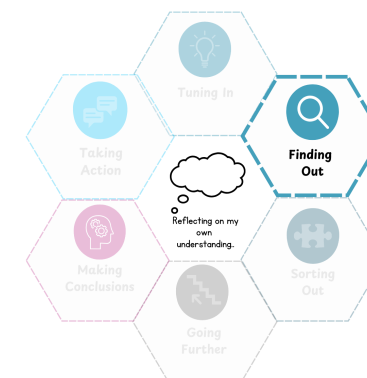 Tuning In
Finding
Out
Taking
Action
Reflecting on my
own
understanding..
Making
Conclusions
Sorting
Out
Going
Further